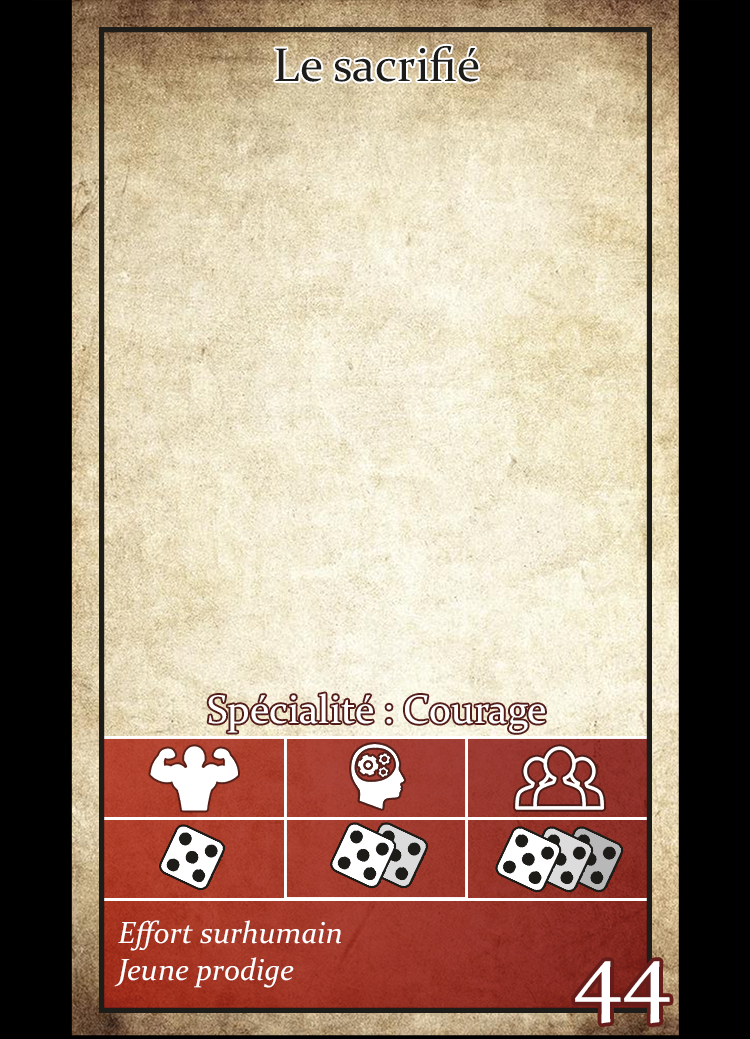 Le sacrifié
Spécialité : Courage
Effort surhumain
Jeune prodige
44